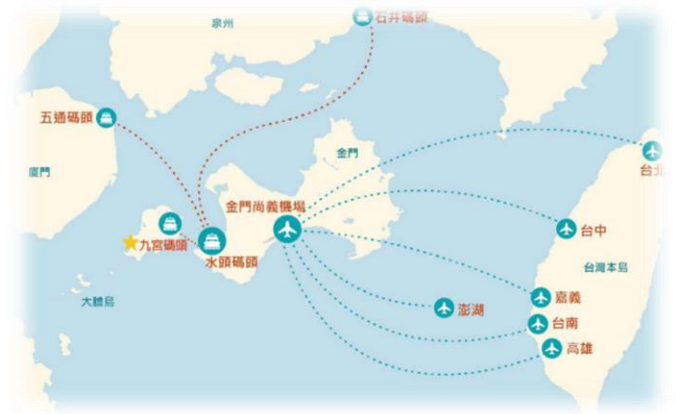 泉州
石井碼頭
五通碼頭
廈門
金門
金門尚義機場
九宮碼頭
水頭碼頭
大膽島
台北
台中
台灣本島
嘉義
澎湖
台南
高雄